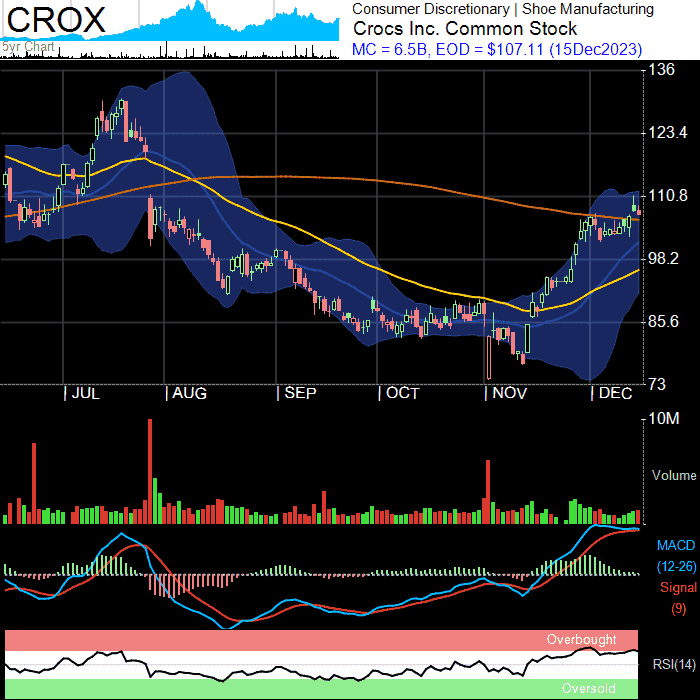 CROX
5yr Chart
Consumer Discretionary | Shoe Manufacturing
Crocs Inc. Common Stock
MC = 6.5B, EOD = $107.11 (15Dec2023)
136
123.4
110.8
98.2
85.6
73
| JUL | AUG | SEP | OCT | NOV | DEC
10M
Volume
MACD
(12-26)
Signal
(9)
Overbought
RSI(14)
Oversold